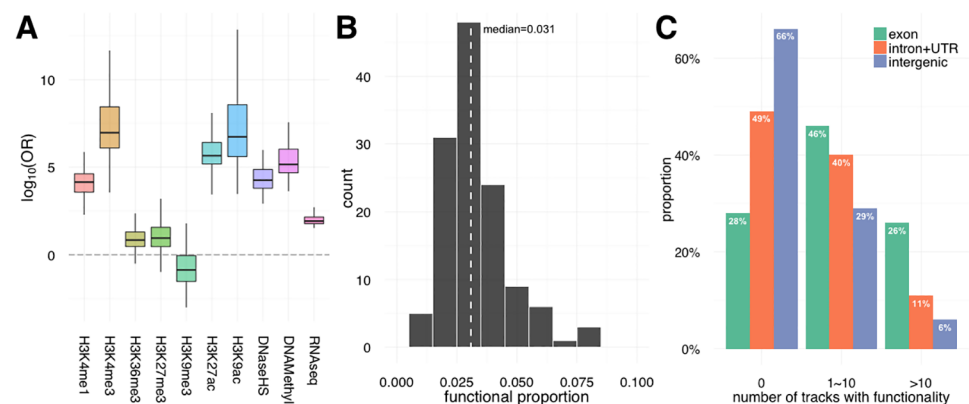 A
log10(OR)
10
5
0
H3K4me1
H3K4me3
H3K36me3
H3K27me3
H3K9me3
H3K27ac
H3K9ac
DNaseHS
DNAMethyl
RNAseq
B
median=0.031
count
40
30
20
10
0
0.000
0.025
0.050
0.075
0.100
functional proportion
C
exon
intron+UTR
intergenic
proportion
60%
40%
20%
0%
28%
49%
66%
46%
40%
29%
26%
11%
6%
0
1~10
>10
number of tracks with functionality